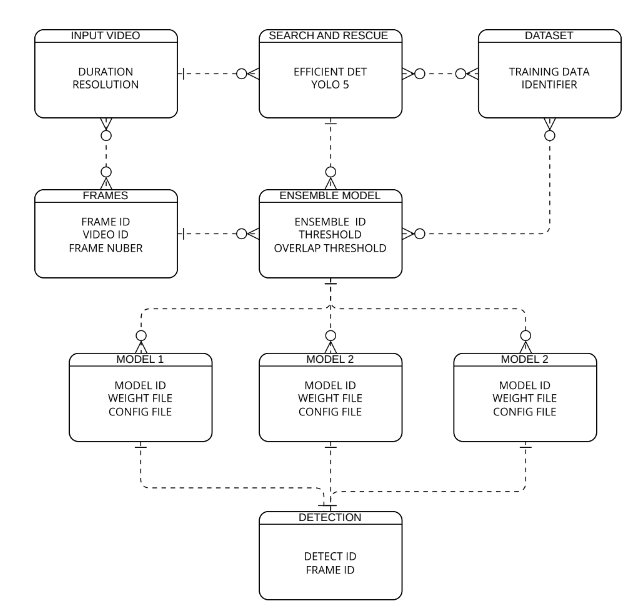 INPUT VIDEO
DURATION
RESOLUTION
SEARCH AND RESCUE
EFFICIENT DET
YOLO 5
DATASET
TRAINING DATA
IDENTIFIER
FRAMES
FRAME ID
VIDEO ID
FRAME NUBER
ENSEMBLE MODEL
ENSEMBLE ID
THRESHOLD
OVERLAP THRESHOLD
MODEL 1
MODEL ID
WEIGHT FILE
CONFIG FILE
MODEL 2
MODEL ID
WEIGHT FILE
CONFIG FILE
MODEL 2
MODEL ID
WEIGHT FILE
CONFIG FILE
DETECTION
DETECT ID
FRAME ID